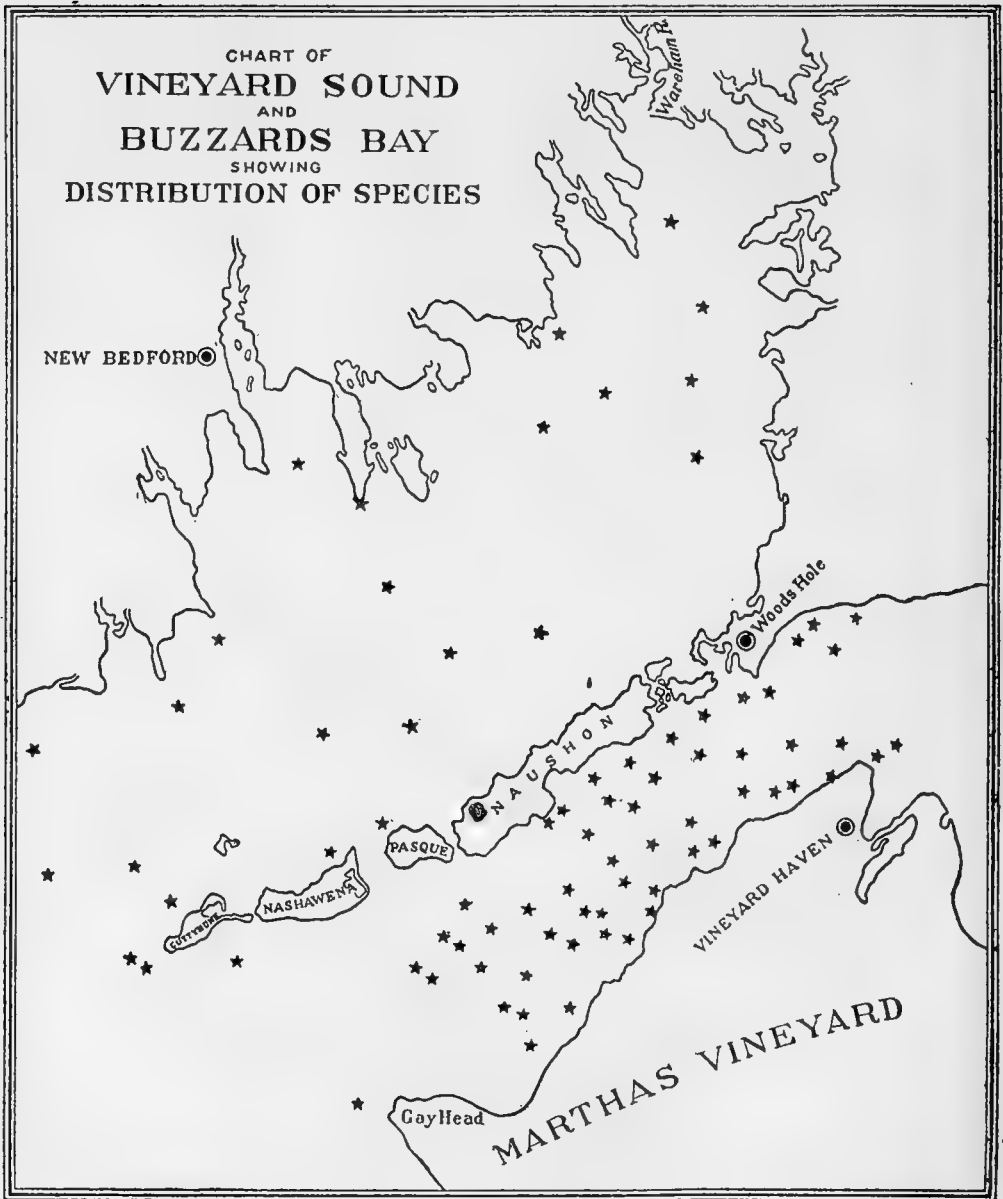 CHART OF
VINEYARD SOUND
AND
BUZZARDS BAY
SHOWING
DISTRIBUTION OF SPECIES
Wareham R.
NEW BEDFORD
Woods Hole
NAUSHON
PASQUE
NASHAWENA
CUTTYHUNK
VINEYARD HAVEN
MARTHAS VINEYARD
Gay Head